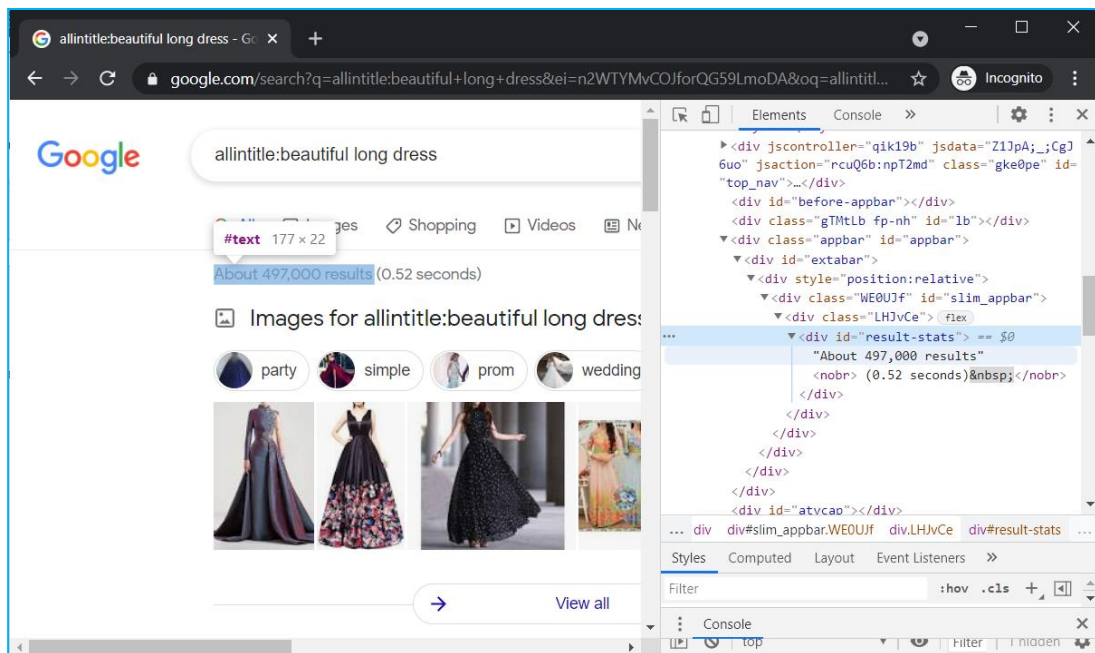 allintitle:beautiful long dress - Go
google.com/search?q=allintitle:beautiful+long+dress&ei=n2WTYMvCOJforQG59LmoDA&oq=allintitl...
Incognito
Google
allintitle:beautiful long dress
Shopping
Videos
#text 177 × 22
About 497,000 results (0.52 seconds)
Images for allintitle:beautiful long dress
party
simple
prom
wedding
View all
Elements
Console
<div jscontroller="qik19b" jsdata="Z1JpA;_;CgJ
6uo" jsaction="rcuQ6b:npT2md" class="gke0pe" id=
"top_nav">…</div>
<div id="before-appbar"></div>
<div class="gTMtLb fp-nh" id="lb"></div>
<div class="appbar" id="appbar">
<div id="extabar">
<div style="position:relative">
<div class="WE0UJf" id="slim_appbar">
<div class="LHJvCe"> flex
... <div id="result-stats"> == $0
"About 497,000 results"
<nobr> (0.52 seconds)&nbsp;</nobr>
</div>
</div>
</div>
</div>
</div>
</div>
<div id="atvcap"></div>
... div div#slim_appbar.WE0UJf div.LHJvCe div#result-stats ...
Styles
Computed
Layout
Event Listeners
Filter
:hov .cls +
Console
top
Filter
1 hidden